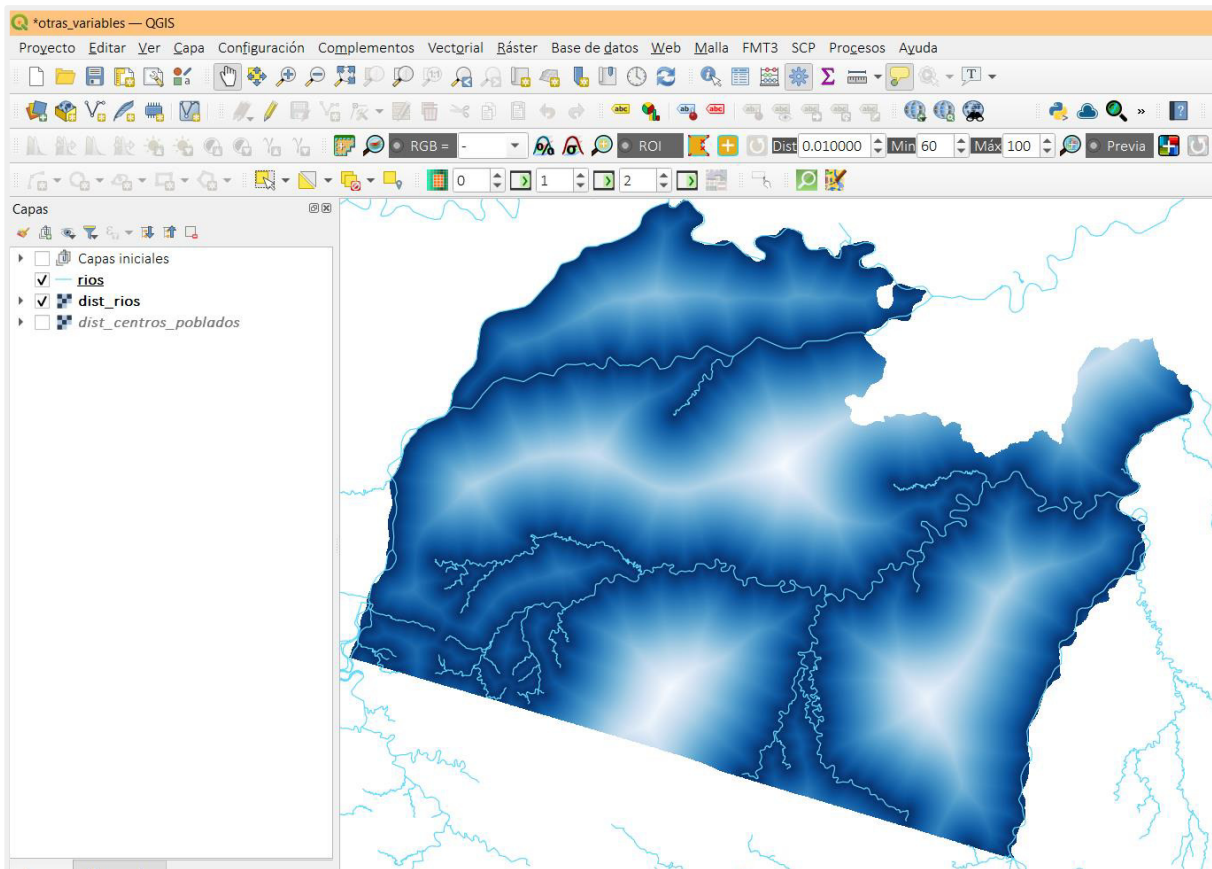 *otras_variables — QGIS
Proyecto Editar Ver Capa Configuración Complementos Vectorial Ráster Base de datos Web Malla FMT3 SCP Procesos Ayuda
RGB = - ROI Dist 0.010000 Min 60 Máx 100 Previa
0 1 2
Capas
Capas iniciales
rios
dist_rios
dist_centros_poblados